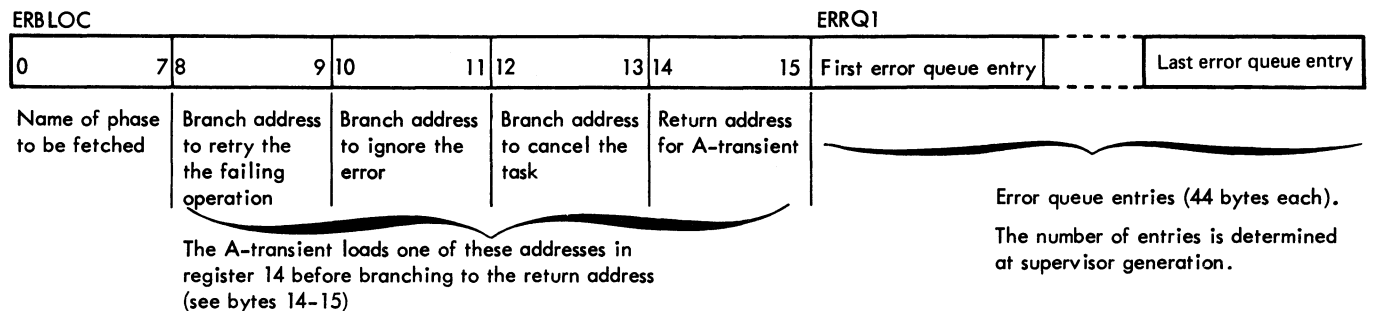 ERBLOC ERRQ1
0 7 8 9 10 11 12 13 14 15 First error queue entry Last error queue entry
Name of phase
to be fetched
Branch address
to retry the
the failing
operation
Branch address
to ignore the
error
Branch address
to cancel the
task
Return address
for A-transient
The A-transient loads one of these addresses in
register 14 before branching to the return address
(see bytes 14-15)
Error queue entries (44 bytes each).
The number of entries is determined
at supervisor generation.